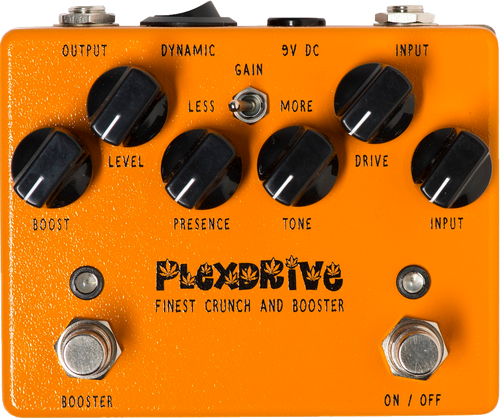 OUTPUT DYNAMIC 9V DC INPUT
GAIN
LESS MORE
LEVEL DRIVE
BOOST PRESENCE TONE INPUT
PLEXDRIVE
FINEST CRUNCH AND BOOSTER
BOOSTER ON / OFF